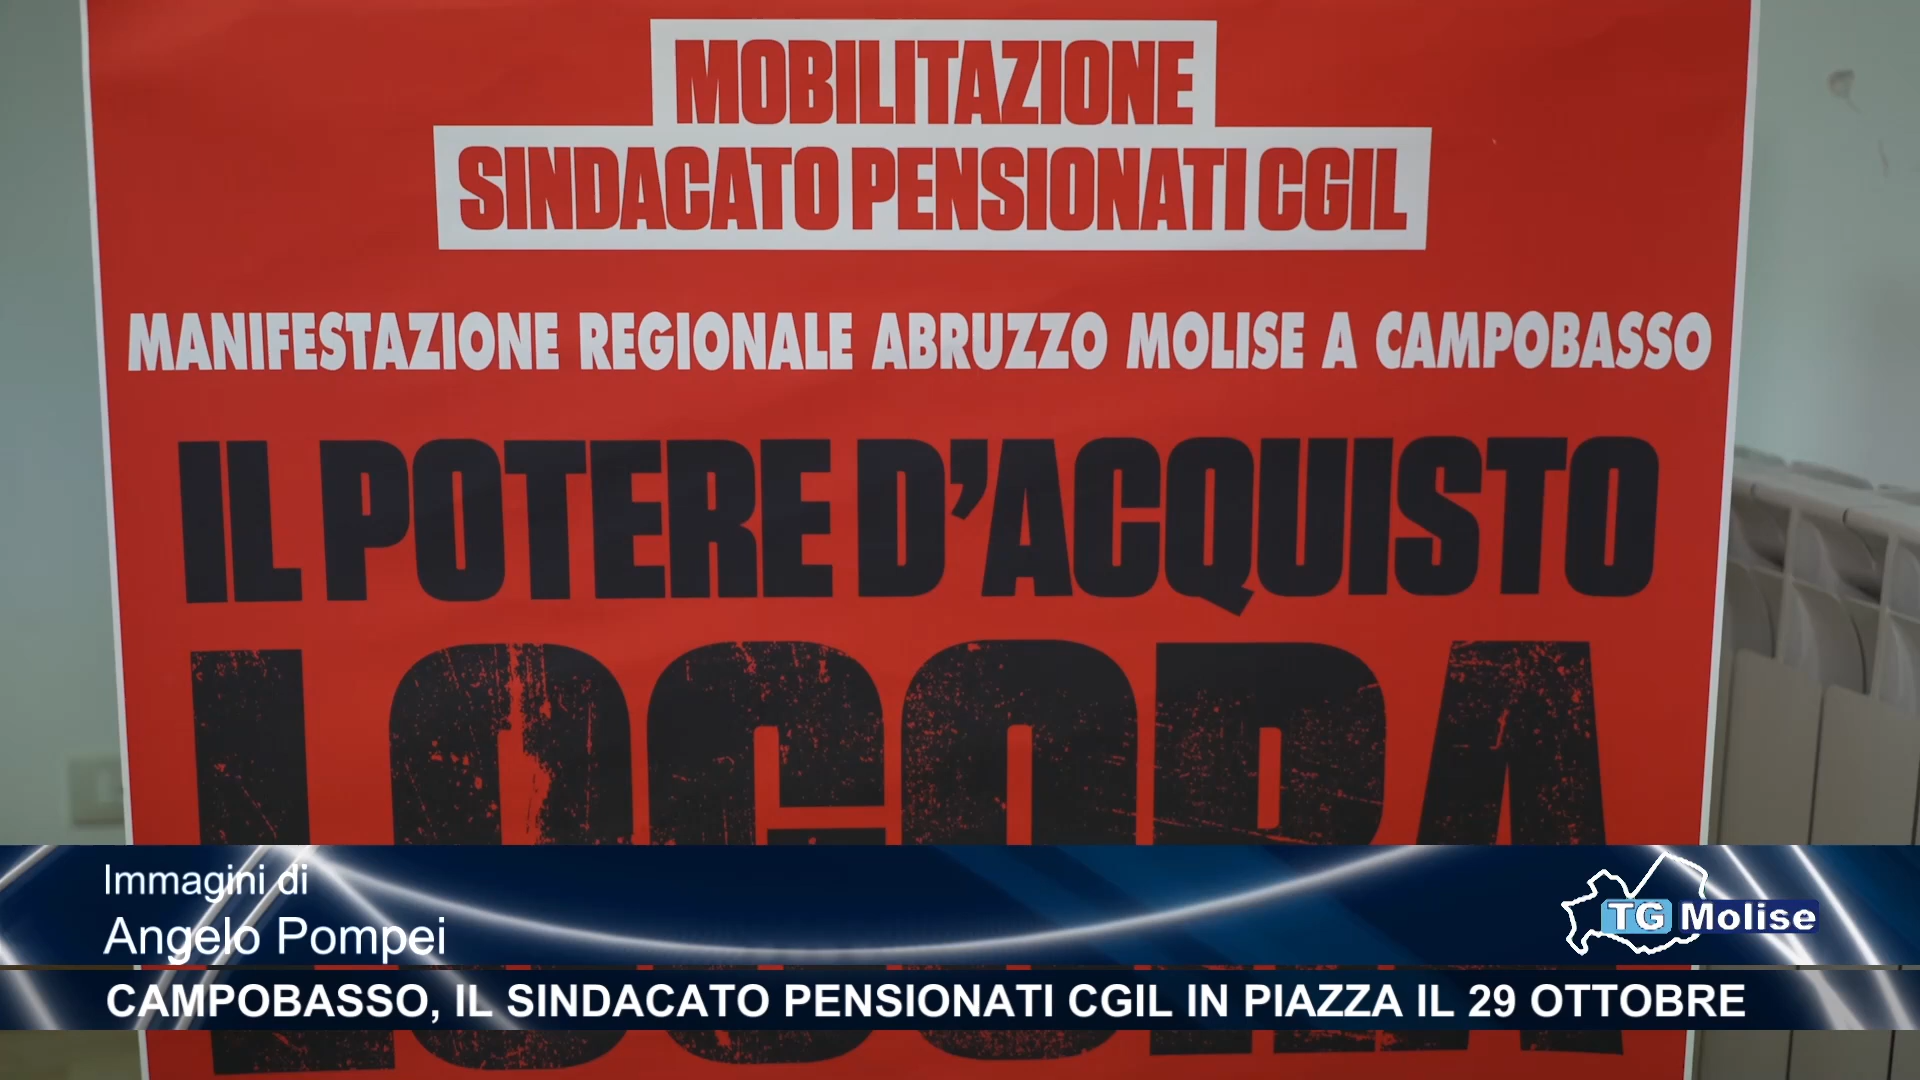 MOBILITAZIONE
SINDACATO PENSIONATI CGIL
MANIFESTAZIONE REGIONALE ABRUZZO MOLISE A CAMPOBASSO
IL POTERE D'ACQUISTO
LOGORA
Immagini di
Angelo Pompei
TG Molise
CAMPOBASSO, IL SINDACATO PENSIONATI CGIL IN PIAZZA IL 29 OTTOBRE